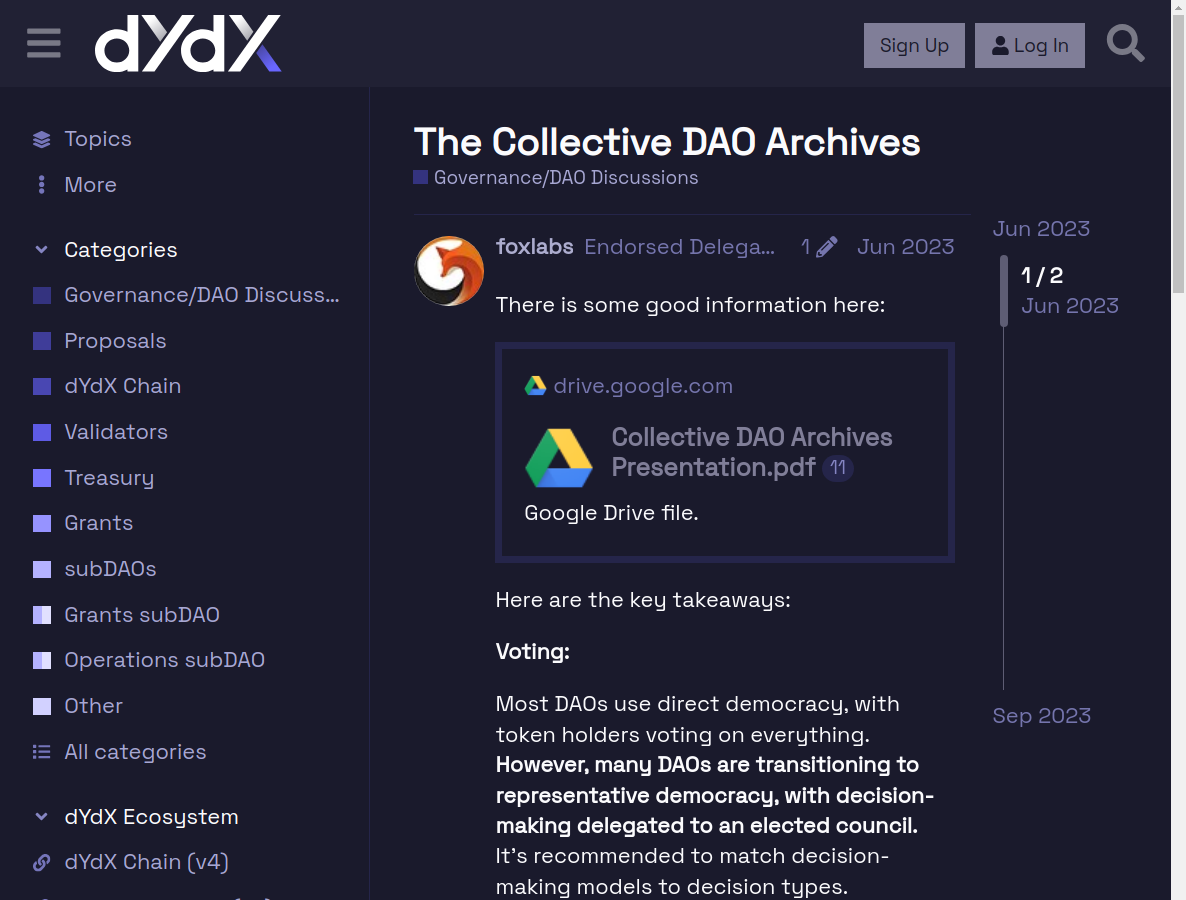 dYdX
Sign Up
Log In
Topics
More
Categories
Governance/DAO Discuss...
Proposals
dYdX Chain
Validators
Treasury
Grants
subDAOs
Grants subDAO
Operations subDAO
Other
All categories
dYdX Ecosystem
dYdX Chain (v4)
The Collective DAO Archives
Governance/DAO Discussions
foxlabs Endorsed Delega... 1 Jun 2023
There is some good information here:
drive.google.com
Collective DAO Archives
Presentation.pdf 11
Google Drive file.
Here are the key takeaways:
Voting:
Most DAOs use direct democracy, with
token holders voting on everything.
However, many DAOs are transitioning to
representative democracy, with decision-
making delegated to an elected council.
It's recommended to match decision-
making models to decision types.
Jun 2023
1 / 2
Jun 2023
Sep 2023